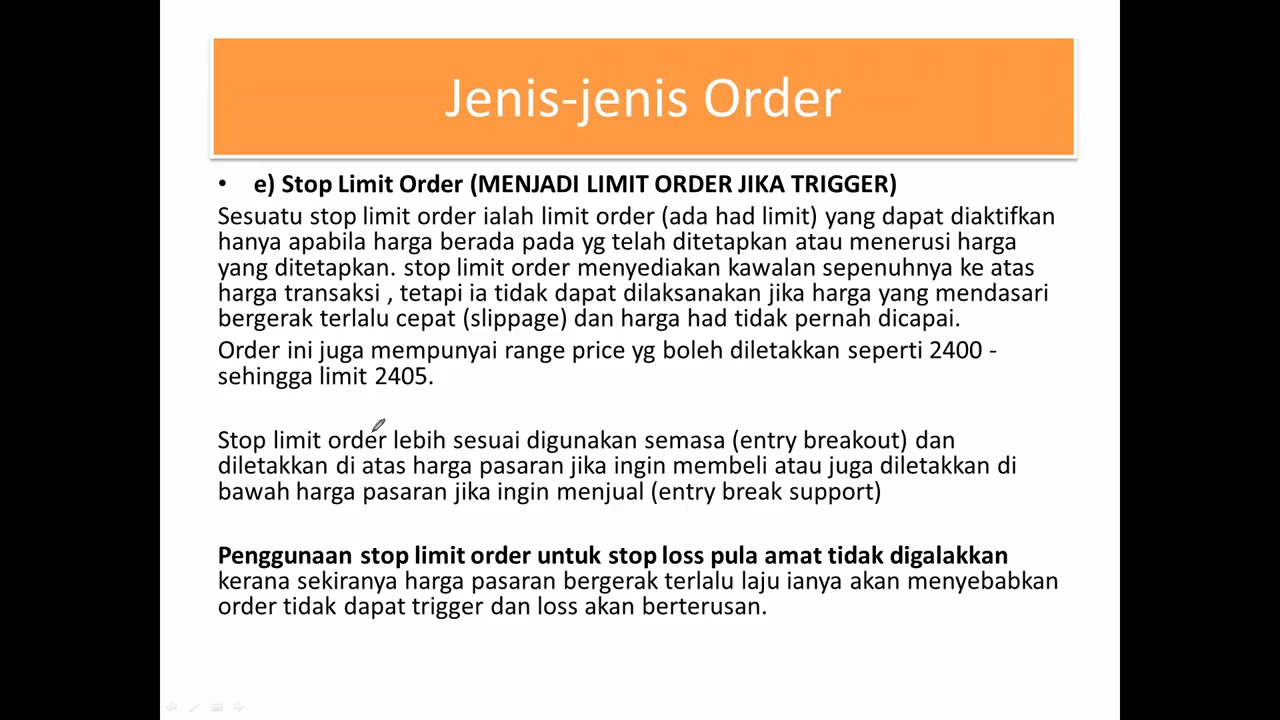 Jenis-jenis Order
• e) Stop Limit Order (MENJADI LIMIT ORDER JIKA TRIGGER)
Sesuatu stop limit order ialah limit order (ada had limit) yang dapat diaktifkan
hanya apabila harga berada pada yg telah ditetapkan atau menerusi harga
yang ditetapkan. stop limit order menyediakan kawalan sepenuhnya ke atas
harga transaksi , tetapi ia tidak dapat dilaksanakan jika harga yang mendasari
bergerak terlalu cepat (slippage) dan harga had tidak pernah dicapai.
Order ini juga mempunyai range price yg boleh diletakkan seperti 2400 -
sehingga limit 2405.
Stop limit order lebih sesuai digunakan semasa (entry breakout) dan
diletakkan di atas harga pasaran jika ingin membeli atau juga diletakkan di
bawah harga pasaran jika ingin menjual (entry break support)
Penggunaan stop limit order untuk stop loss pula amat tidak digalakkan
kerana sekiranya harga pasaran bergerak terlalu laju ianya akan menyebabkan
order tidak dapat trigger dan loss akan berterusan.